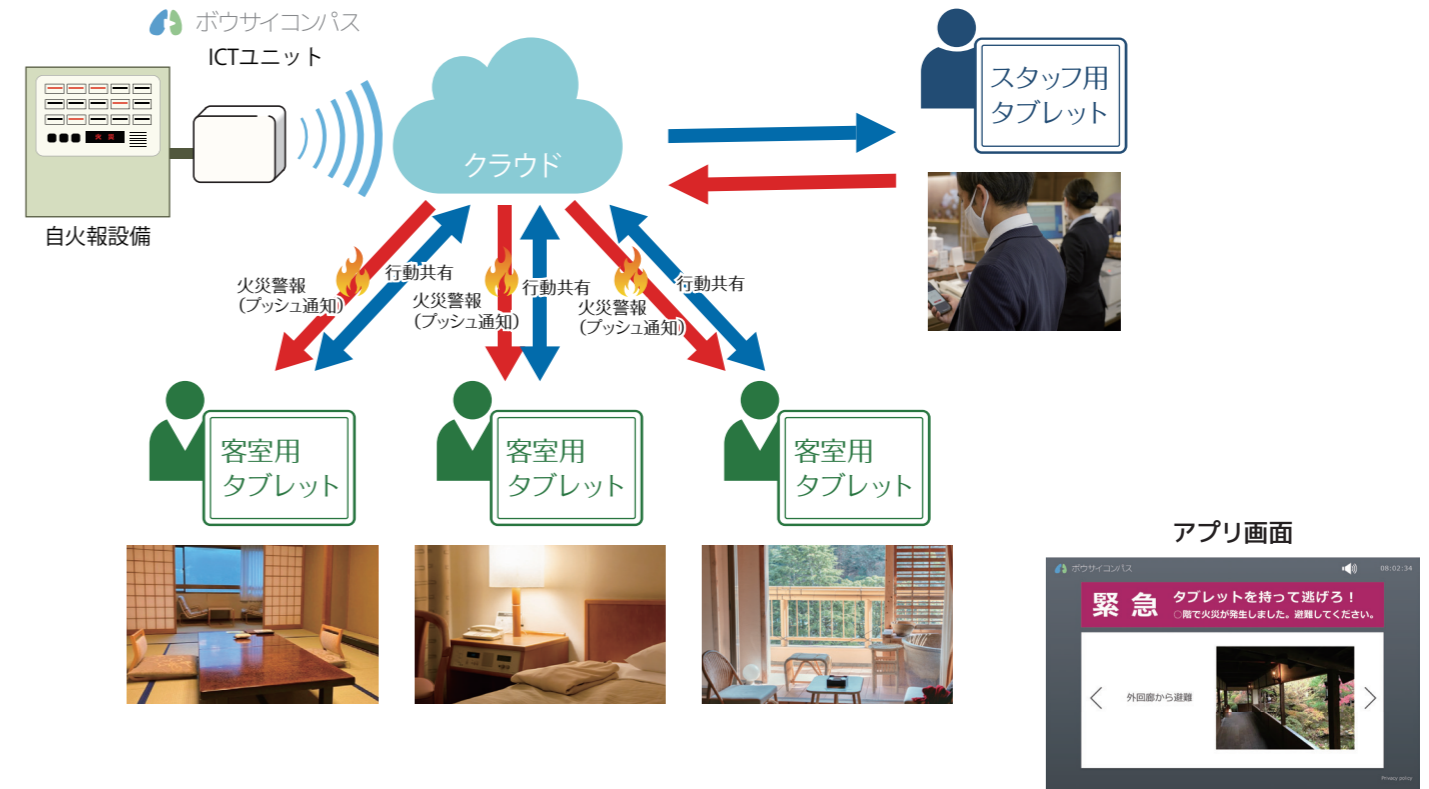 ボウサイコンパス
ICTユニット
火 災
自火報設備
クラウド
スタッフ用
タブレット
火災警報
（プッシュ通知）
行動共有
火災警報
（プッシュ通知）
行動共有
火災警報
（プッシュ通知）
行動共有
客室用
タブレット
客室用
タブレット
客室用
タブレット
アプリ画面
ボウサイコンパス
08:02:34
緊 急
タブレットを持って逃げろ！
○階で火災が発生しました。避難してください。
外回廊から避難
Privacy policy